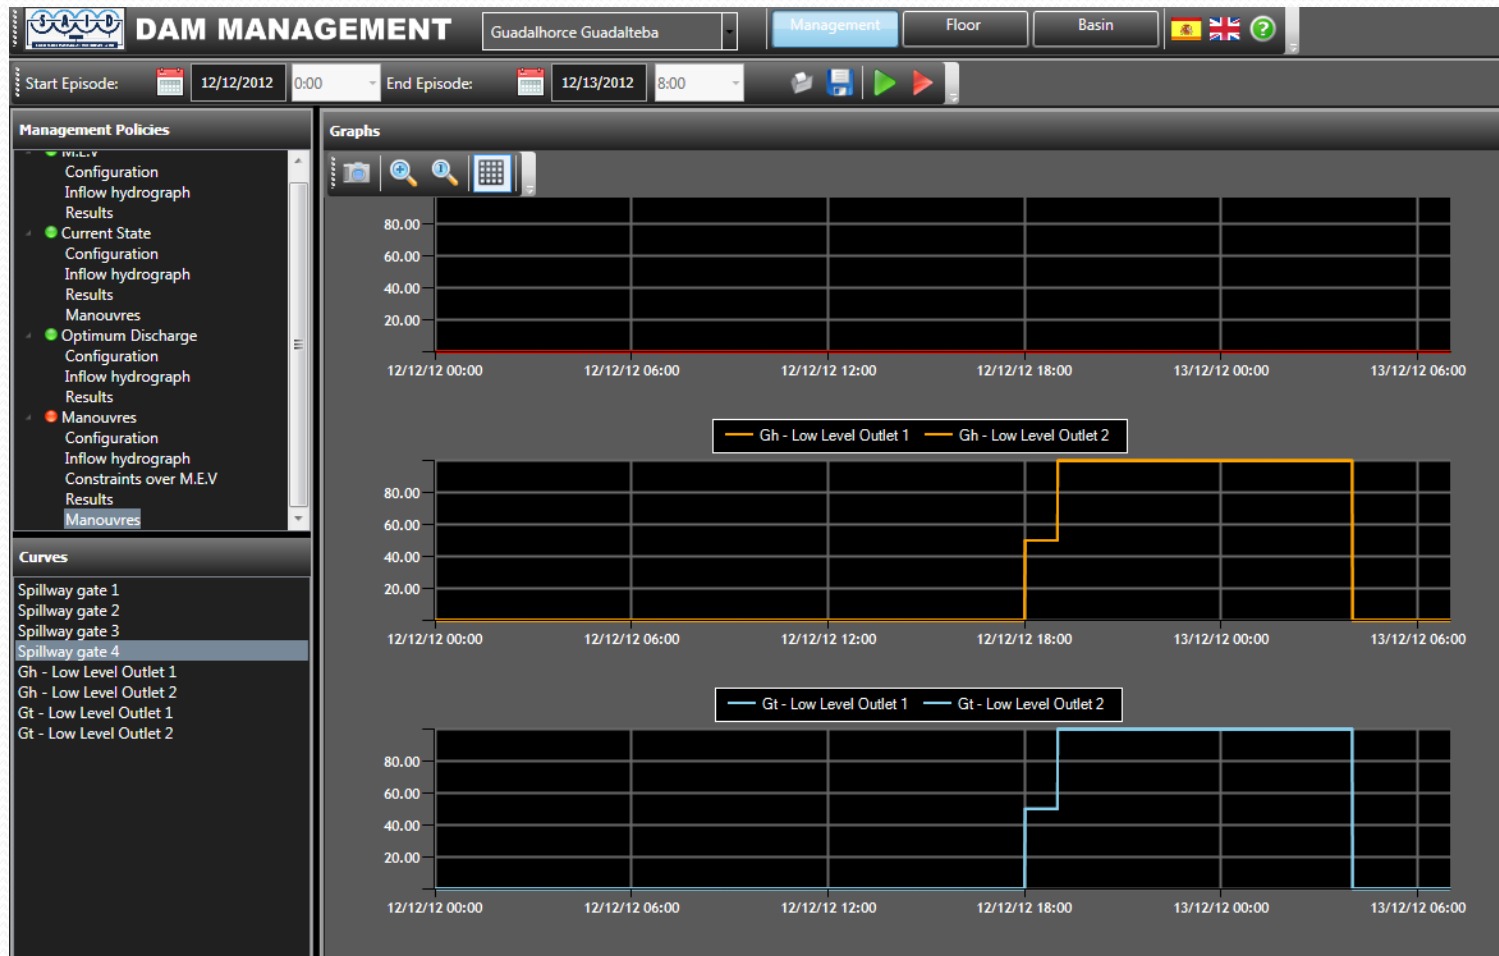 S.A.I.D. DAM MANAGEMENT Guadalhorce Guadalteba Management Floor Basin
Start Episode: 12/12/2012 0:00 End Episode: 12/13/2012 8:00
Management Policies
M.E.V
Configuration
Inflow hydrograph
Results
Current State
Configuration
Inflow hydrograph
Results
Manouvres
Optimum Discharge
Configuration
Inflow hydrograph
Results
Manouvres
Configuration
Inflow hydrograph
Constraints over M.E.V
Results
Manouvres
Curves
Spillway gate 1
Spillway gate 2
Spillway gate 3
Spillway gate 4
Gh - Low Level Outlet 1
Gh - Low Level Outlet 2
Gt - Low Level Outlet 1
Gt - Low Level Outlet 2
Graphs
80.00
60.00
40.00
20.00
12/12/12 00:00 12/12/12 06:00 12/12/12 12:00 12/12/12 18:00 13/12/12 00:00 13/12/12 06:00
Gh - Low Level Outlet 1 Gh - Low Level Outlet 2
80.00
60.00
40.00
20.00
12/12/12 00:00 12/12/12 06:00 12/12/12 12:00 12/12/12 18:00 13/12/12 00:00 13/12/12 06:00
Gt - Low Level Outlet 1 Gt - Low Level Outlet 2
80.00
60.00
40.00
20.00
12/12/12 00:00 12/12/12 06:00 12/12/12 12:00 12/12/12 18:00 13/12/12 00:00 13/12/12 06:00